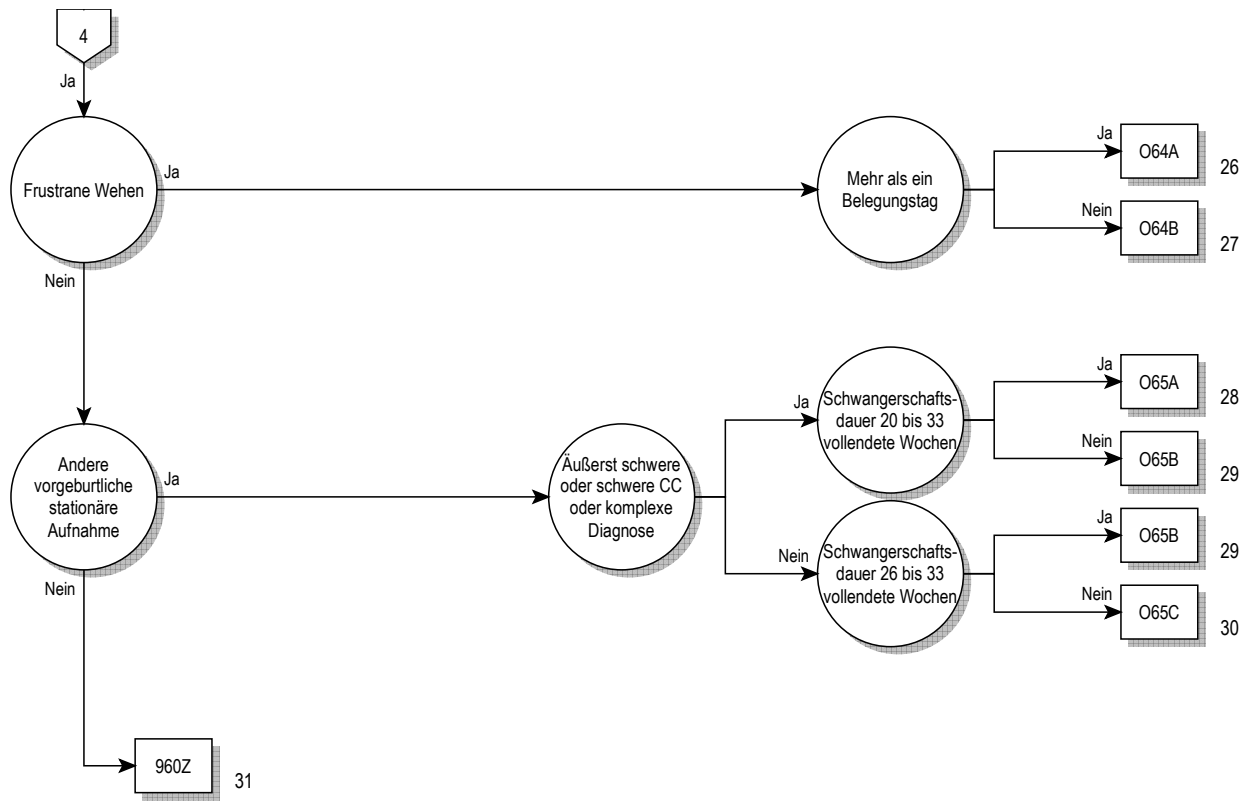 4
Ja
Frustrane Wehen
Ja
Mehr als ein
Belegungstag
Ja
O64A
26
Nein
O64B
27
Nein
Andere
vorgeburtliche
stationäre
Aufnahme
Ja
Äußerst schwere
oder schwere CC
oder komplexe
Diagnose
Ja
Schwangerschafts-
dauer 20 bis 33
vollendete Wochen
Ja
O65A
28
Nein
O65B
29
Nein
Schwangerschafts-
dauer 26 bis 33
vollendete Wochen
Ja
O65B
29
Nein
O65C
30
Nein
960Z
31